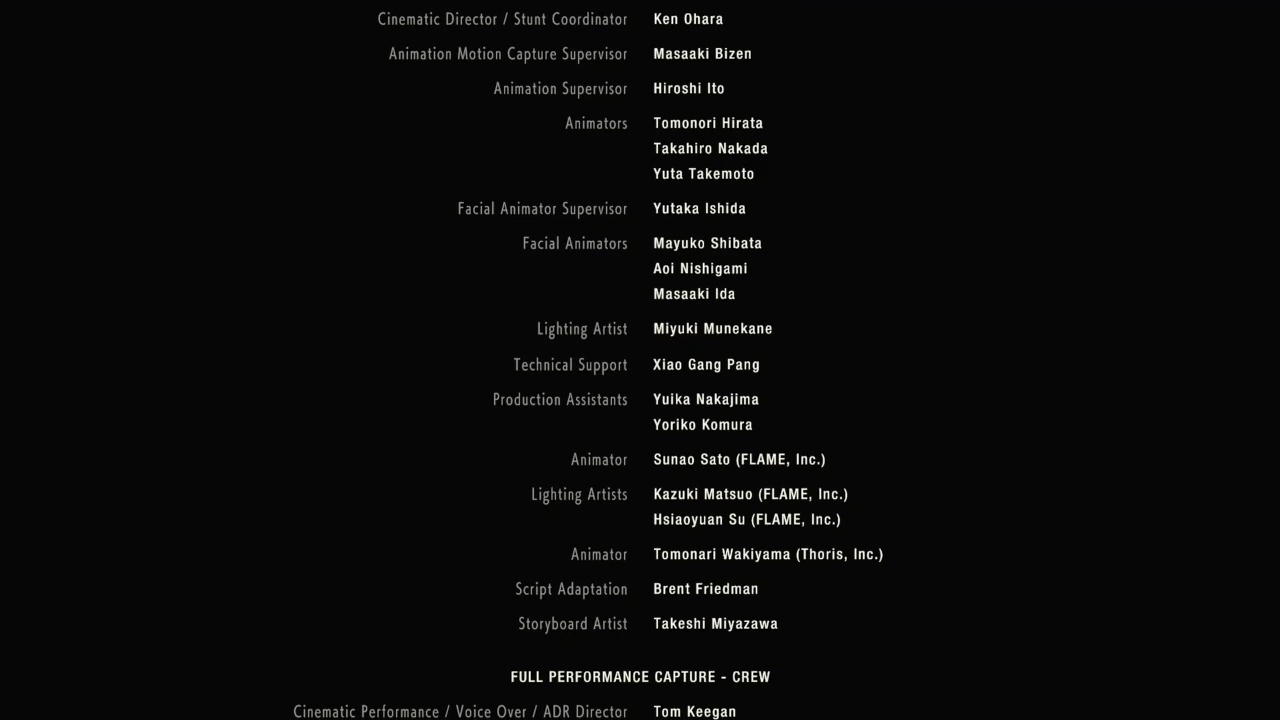 Cinematic Director / Stunt Coordinator Ken Ohara
Animation Motion Capture Supervisor Masaaki Bizen
Animation Supervisor Hiroshi Ito
Animators Tomonori Hirata
Takahiro Nakada
Yuta Takemoto
Facial Animator Supervisor Yutaka Ishida
Facial Animators Mayuko Shibata
Aoi Nishigami
Masaaki Ida
Lighting Artist Miyuki Munekane
Technical Support Xiao Gang Pang
Production Assistants Yuika Nakajima
Yoriko Komura
Animator Sunao Sato (FLAME, Inc.)
Lighting Artists Kazuki Matsuo (FLAME, Inc.)
Hsiaoyuan Su (FLAME, Inc.)
Animator Tomonari Wakiyama (Thoris, Inc.)
Script Adaptation Brent Friedman
Storyboard Artist Takeshi Miyazawa
FULL PERFORMANCE CAPTURE - CREW
Cinematic Performance / Voice Over / ADR Director Tom Keegan